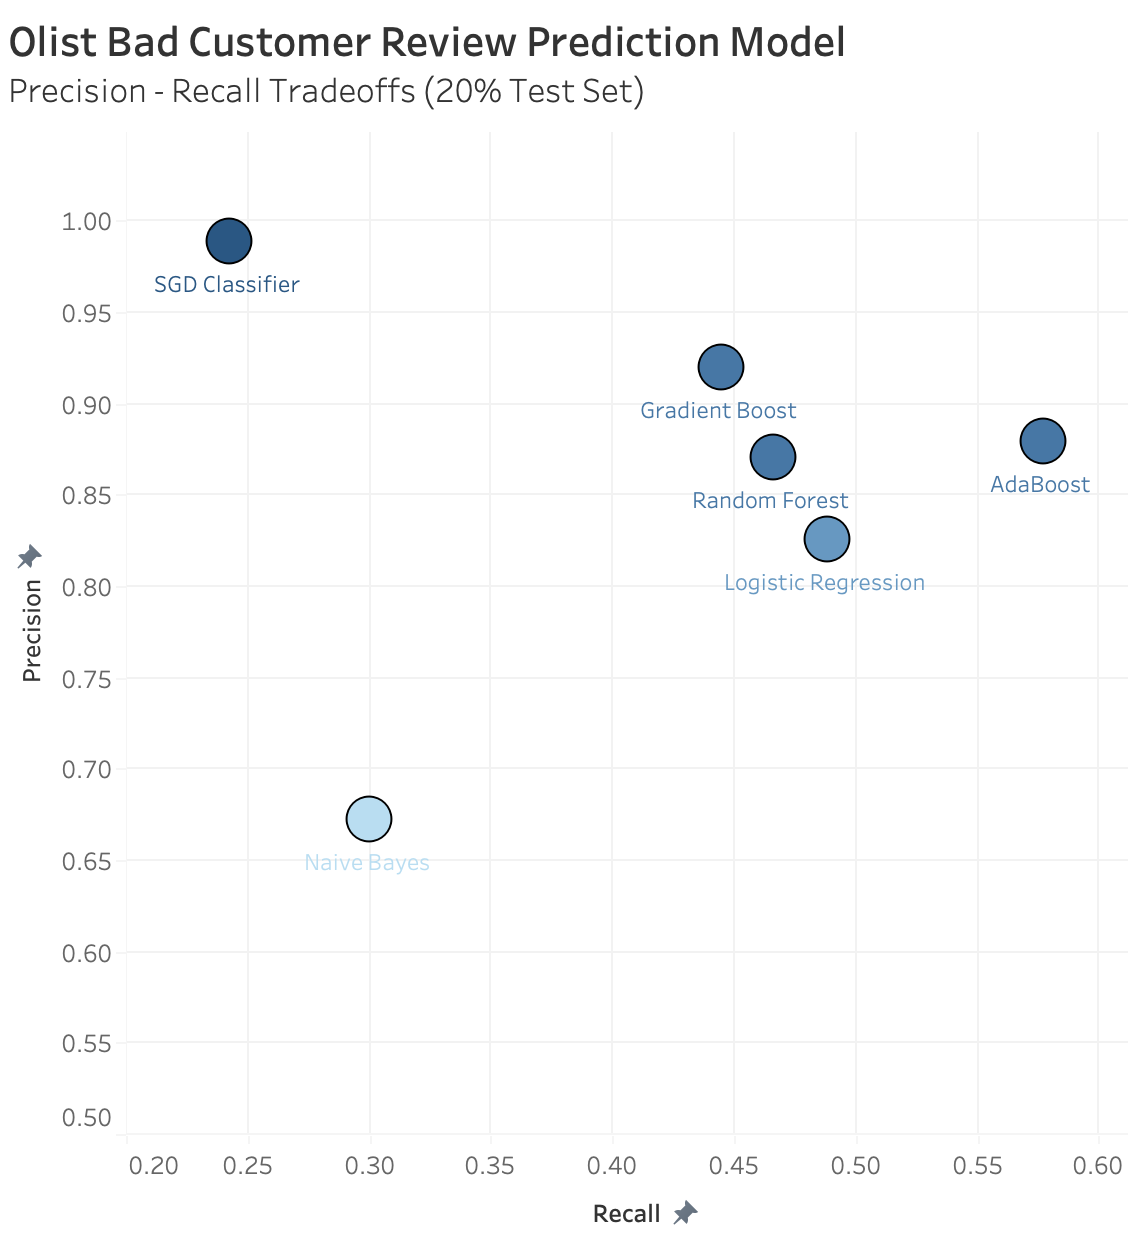 Olist Bad Customer Review Prediction Model
Precision - Recall Tradeoffs (20% Test Set)
1.00
SGD Classifier
0.95
Gradient Boost
0.90
AdaBoost
0.85
Random Forest
Logistic Regression
0.80
Precision
0.75
0.70
Naive Bayes
0.65
0.60
0.55
0.50
0.20 0.25 0.30 0.35 0.40 0.45 0.50 0.55 0.60
Recall